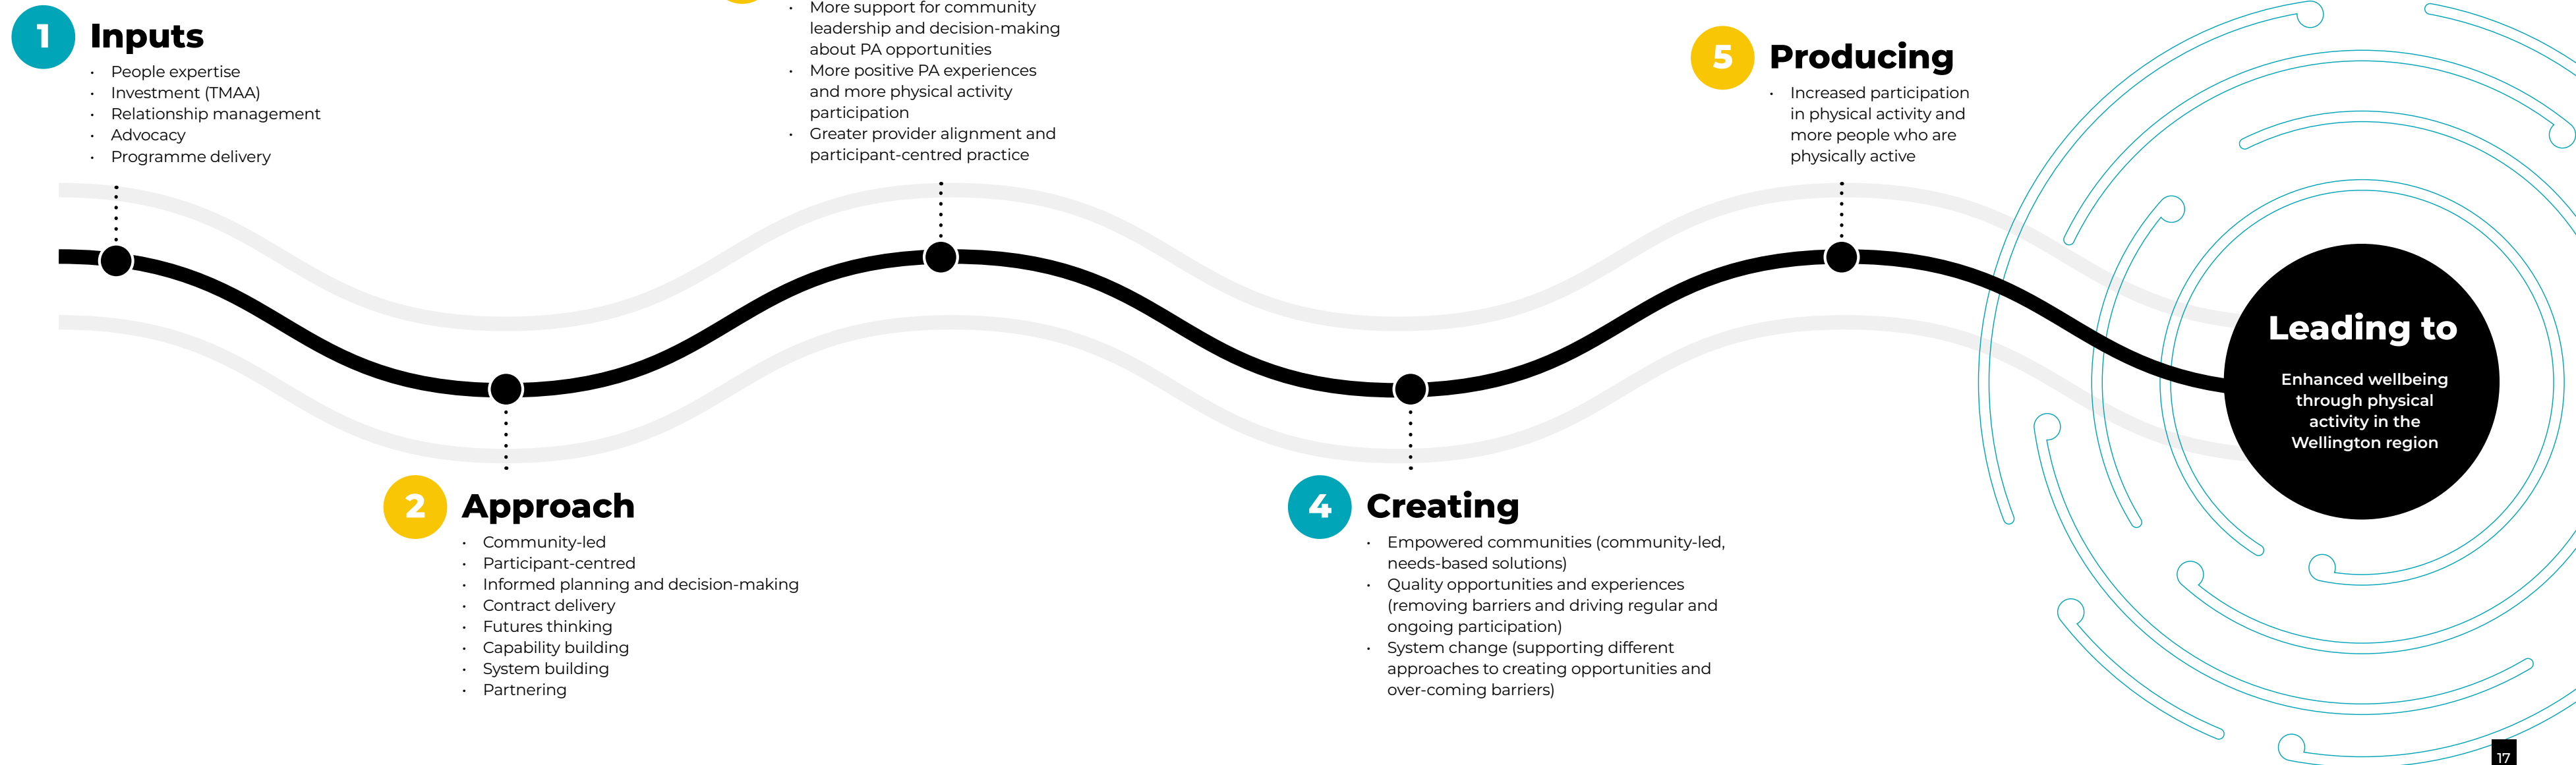 1 Inputs
• People expertise
• Investment (TMAA)
• Relationship management
• Advocacy
• Programme delivery
2 Approach
• Community-led
• Participant-centred
• Informed planning and decision-making
• Contract delivery
• Futures thinking
• Capability building
• System building
• Partnering
• More support for community
leadership and decision-making
about PA opportunities
• More positive PA experiences
and more physical activity
participation
• Greater provider alignment and
participant-centred practice
4 Creating
• Empowered communities (community-led,
needs-based solutions)
• Quality opportunities and experiences
(removing barriers and driving regular and
ongoing participation)
• System change (supporting different
approaches to creating opportunities and
over-coming barriers)
5 Producing
• Increased participation
in physical activity and
more people who are
physically active
Leading to
Enhanced wellbeing
through physical
activity in the
Wellington region
17